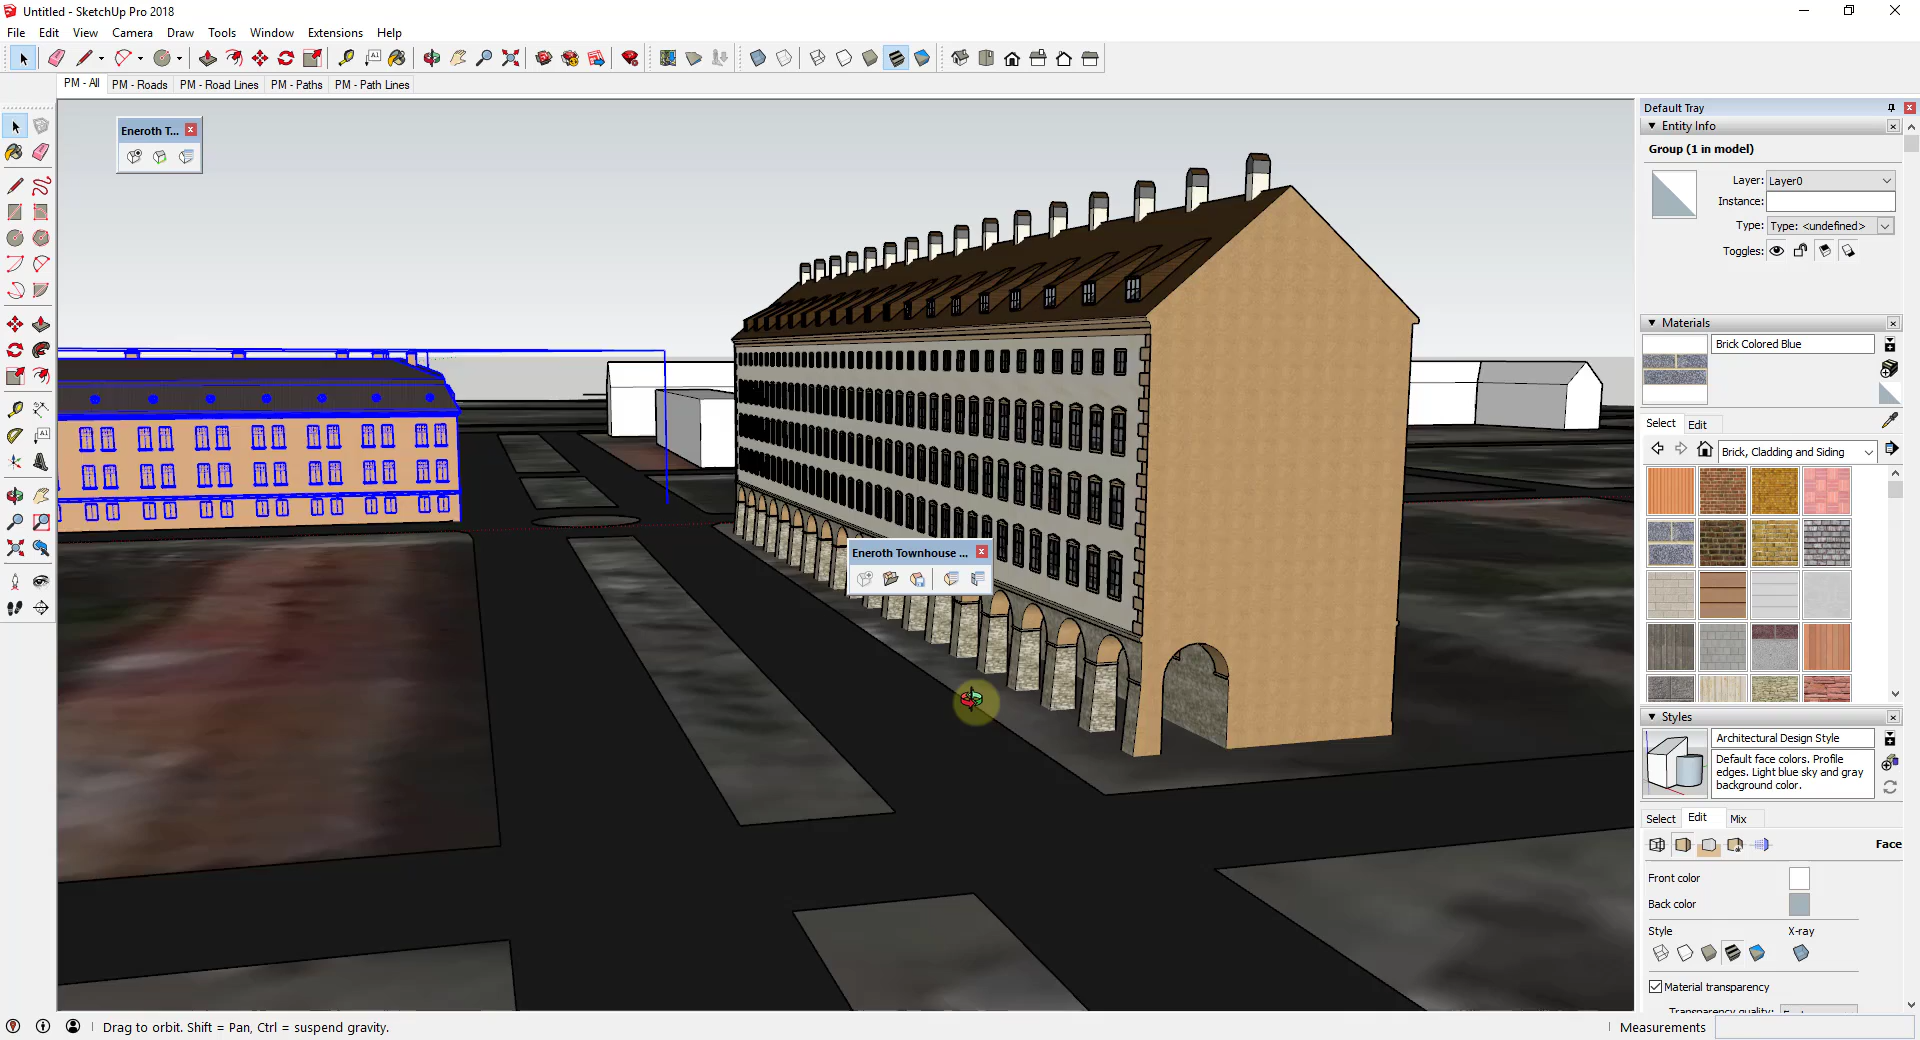 Untitled - SketchUp Pro 2018
File Edit View Camera Draw Tools Window Extensions Help
PM - All PM - Roads PM - Road Lines PM - Paths PM - Path Lines
Eneroth T...
Eneroth Townhouse ...
Default Tray
Entity Info
Group (1 in model)
Layer: Layer0
Instance:
Type: Type: <undefined>
Toggles:
Materials
Brick Colored Blue
Select Edit
Brick, Cladding and Siding
Styles
Architectural Design Style
Default face colors. Profile
edges. Light blue sky and gray
background color.
Select Edit Mix
Face
Front color
Back color
Style X-ray
Material transparency
Transparency quality:
Drag to orbit. Shift = Pan, Ctrl = suspend gravity.
Measurements